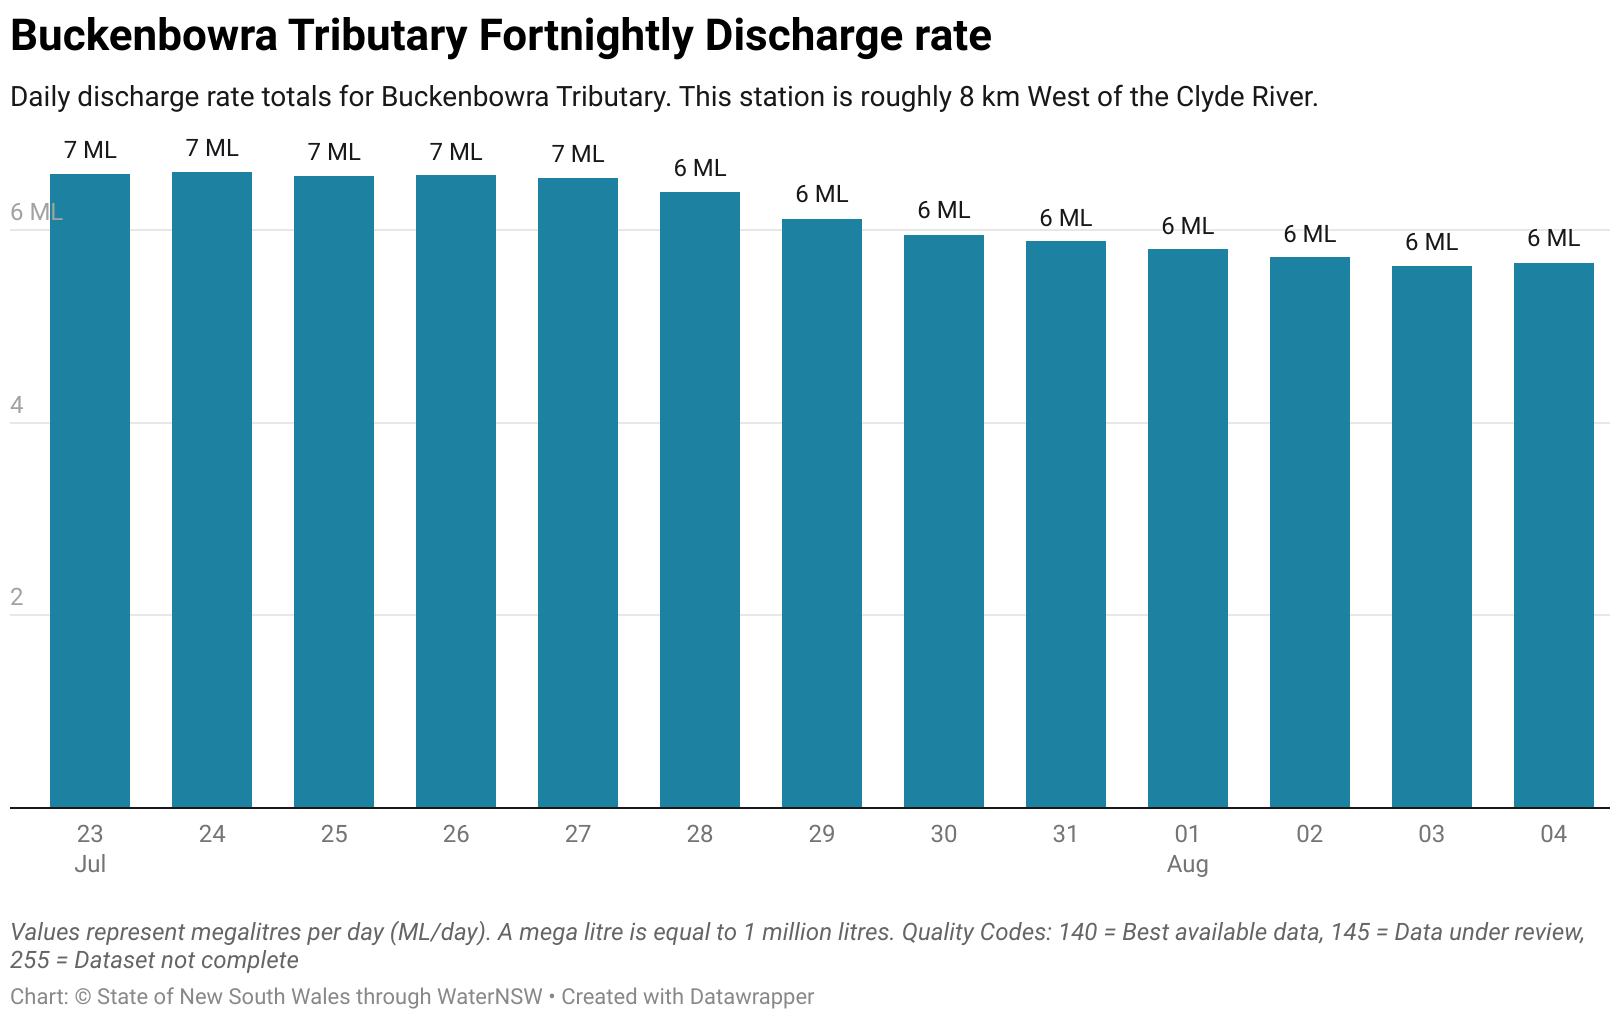 Buckenbowra Tributary Fortnightly Discharge rate
Daily discharge rate totals for Buckenbowra Tributary. This station is roughly 8 km West of the Clyde River.
7 ML 7 ML 7 ML 7 ML 7 ML 6 ML 6 ML 6 ML 6 ML 6 ML 6 ML 6 ML 6 ML
6 ML
4
2
23 24 25 26 27 28 29 30 31 01 02 03 04
Jul Aug
Values represent megalitres per day (ML/day). A mega litre is equal to 1 million litres. Quality Codes: 140 = Best available data, 145 = Data under review,
255 = Dataset not complete
Chart: © State of New South Wales through WaterNSW • Created with Datawrapper